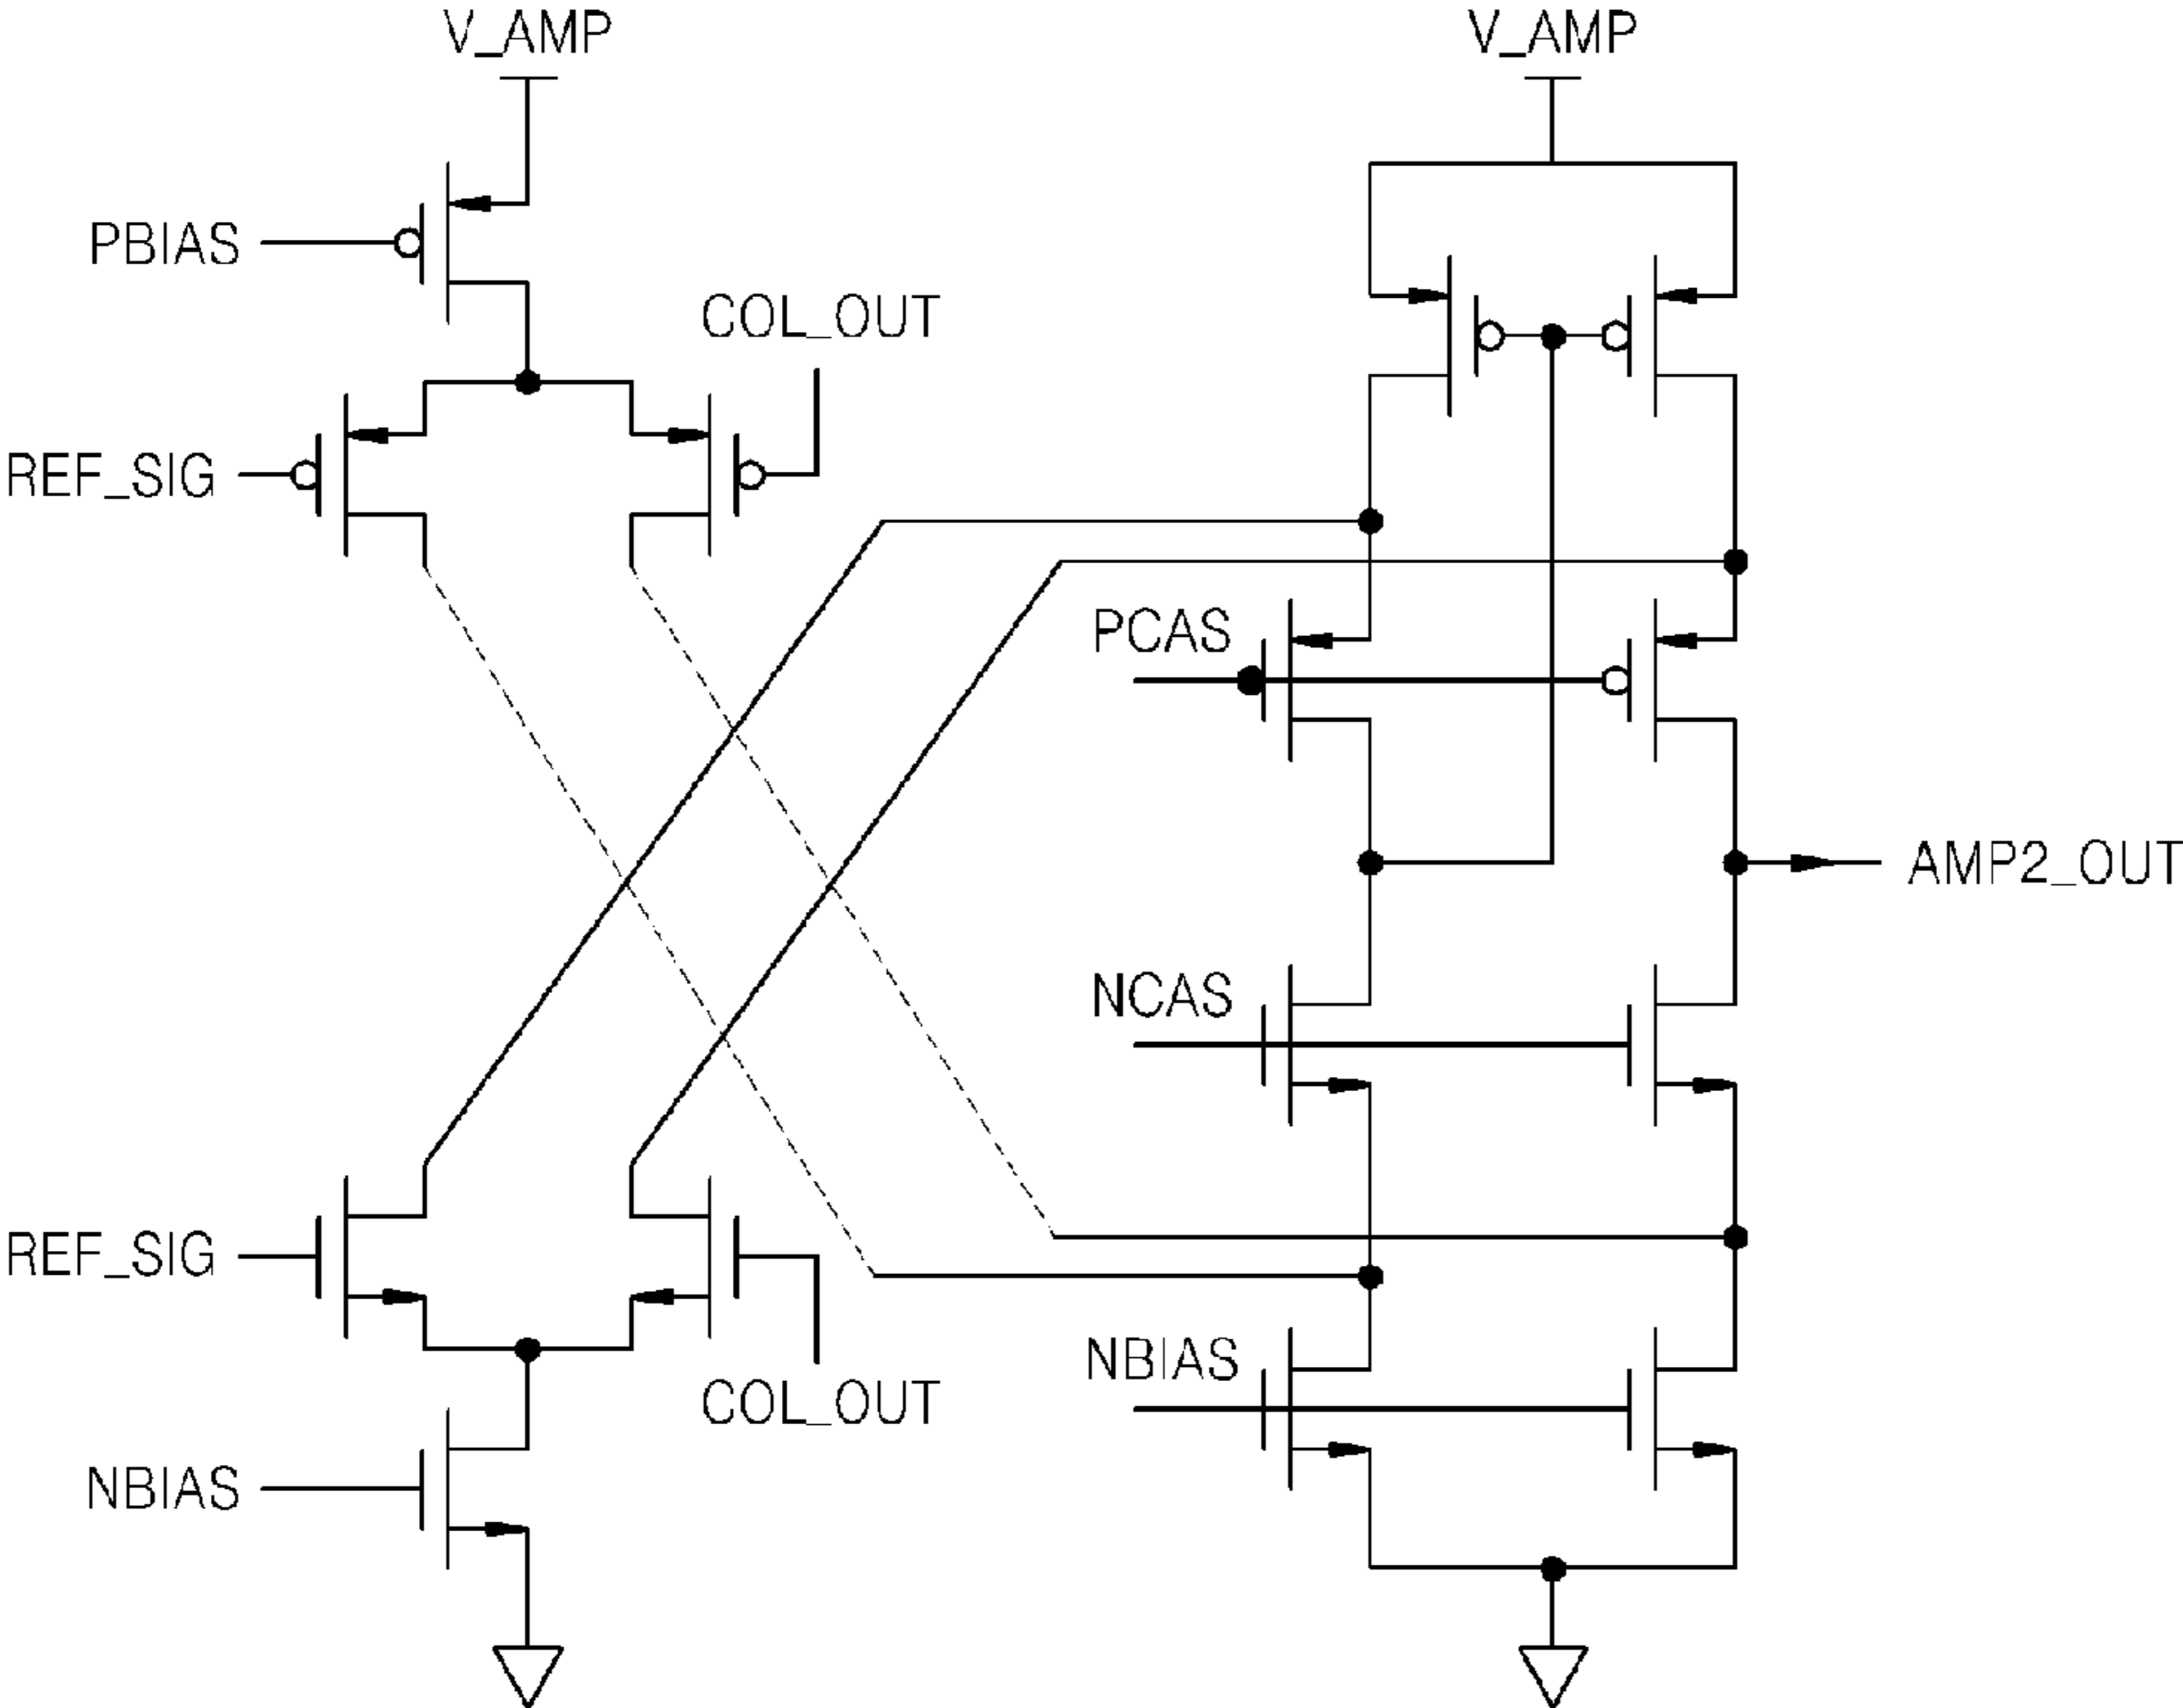 V_AMP
V_AMP
PBIAS
COL_OUT
REF_SIG
PCAS
AMP2_OUT
NCAS
REF_SIG
NBIAS
COL_OUT
NBIAS